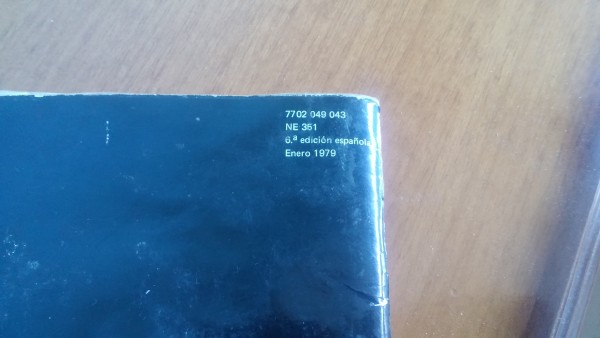 7702 049 043
NE 351
6.ª edición española
Enero 1979